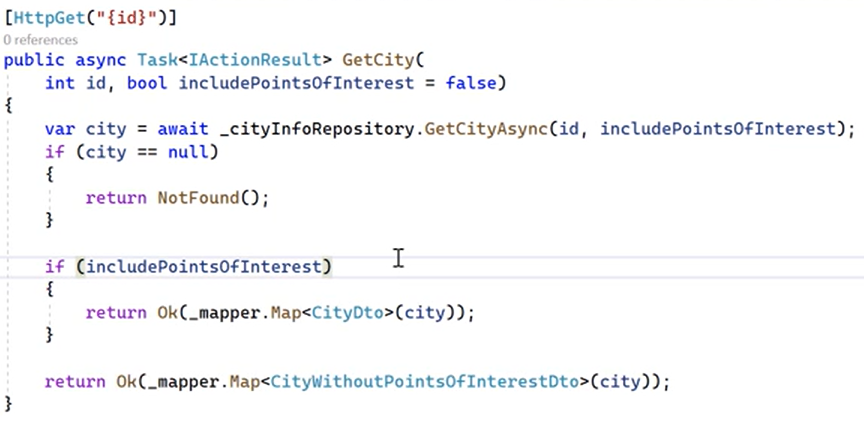 [HttpGet("{id}")]
0 references
public async Task<IActionResult> GetCity(
    int id, bool includePointsOfInterest = false)
{
    var city = await _cityInfoRepository.GetCityAsync(id, includePointsOfInterest);
    if (city == null)
    {
        return NotFound();
    }

    if (includePointsOfInterest)
    {
        return Ok(_mapper.Map<CityDto>(city));
    }

    return Ok(_mapper.Map<CityWithoutPointsOfInterestDto>(city));
}